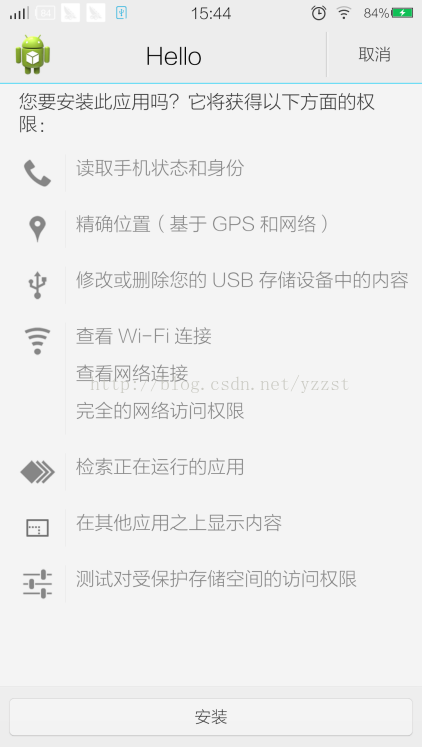 84 15:44 84%
Hello 取消
您要安装此应用吗？它将获得以下方面的权
限：
读取手机状态和身份
精确位置（基于 GPS 和网络）
修改或删除您的 USB 存储设备中的内容
查看 Wi-Fi 连接
查看网络连接
http://blog.csdn.net/yzzst
完全的网络访问权限
检索正在运行的应用
在其他应用之上显示内容
测试对受保护存储空间的访问权限
安装